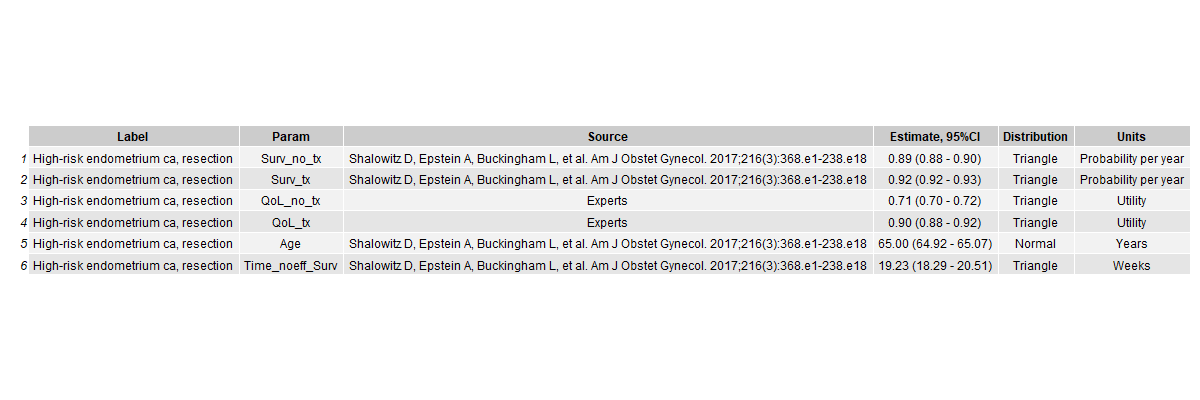 Label Param Source Estimate, 95%CI Distribution Units
1 High-risk endometrium ca, resection Surv_no_tx Shalowitz D, Epstein A, Buckingham L, et al. Am J Obstet Gynecol. 2017;216(3):368.e1-238.e18 0.89 (0.88 - 0.90) Triangle Probability per year
2 High-risk endometrium ca, resection Surv_tx Shalowitz D, Epstein A, Buckingham L, et al. Am J Obstet Gynecol. 2017;216(3):368.e1-238.e18 0.92 (0.92 - 0.93) Triangle Probability per year
3 High-risk endometrium ca, resection QoL_no_tx Experts 0.71 (0.70 - 0.72) Triangle Utility
4 High-risk endometrium ca, resection QoL_tx Experts 0.90 (0.88 - 0.92) Triangle Utility
5 High-risk endometrium ca, resection Age Shalowitz D, Epstein A, Buckingham L, et al. Am J Obstet Gynecol. 2017;216(3):368.e1-238.e18 65.00 (64.92 - 65.07) Normal Years
6 High-risk endometrium ca, resection Time_noeff_Surv Shalowitz D, Epstein A, Buckingham L, et al. Am J Obstet Gynecol. 2017;216(3):368.e1-238.e18 19.23 (18.29 - 20.51) Triangle Weeks